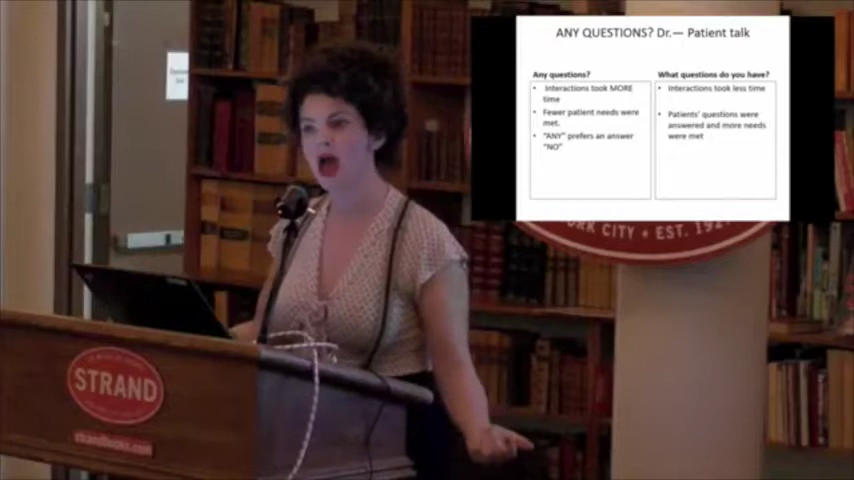 ANY QUESTIONS? Dr.— Patient talk
Any questions?
• Interactions took MORE
time
• Fewer patient needs were
met.
• "ANY" prefers an answer
"NO"
What questions do you have?
• Interactions took less time
• Patients' questions were
answered and more needs
were met
CITY • EST.
STRAND
strandbooks.com